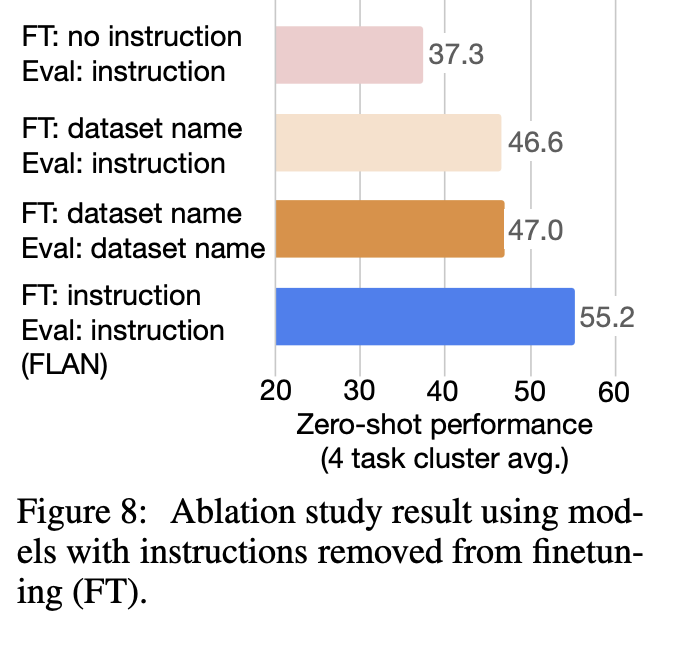 FT: no instruction
Eval: instruction
37.3
FT: dataset name
Eval: instruction
46.6
FT: dataset name
Eval: dataset name
47.0
FT: instruction
Eval: instruction
(FLAN)
55.2
20 30 40 50 60
Zero-shot performance
(4 task cluster avg.)
Figure 8: Ablation study result using mod-
els with instructions removed from finetun-
ing (FT).